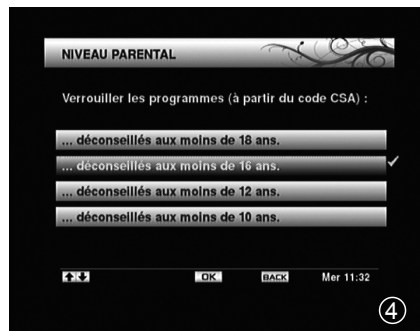 NIVEAU PARENTAL
Verrouiller les programmes (à partir du code CSA) :
... déconseillés aux moins de 18 ans.
... déconseillés aux moins de 16 ans.
... déconseillés aux moins de 12 ans.
... déconseillés aux moins de 10 ans.
OK BACK Mer 11:32
④